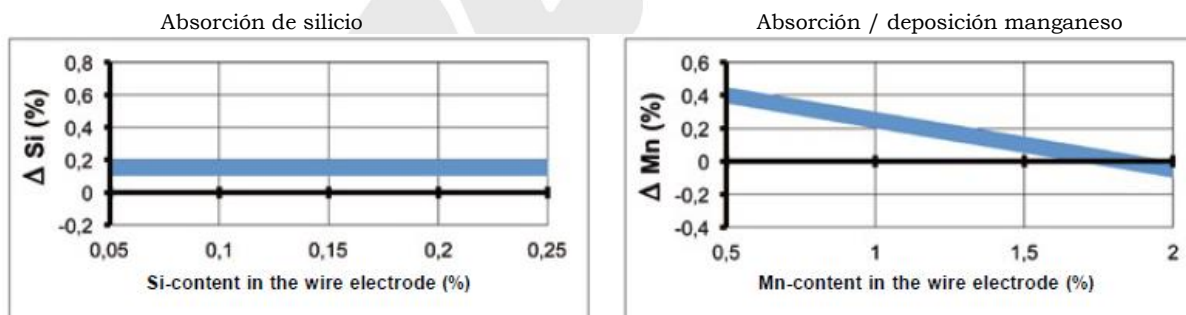 Absorción de silicio
0,8
0,6
0,4
0,2
0
-0,2
Δ Si (%)
0,05 0,1 0,15 0,2 0,25
Si-content in the wire electrode (%)
Absorción / deposición manganeso
0,6
0,4
0,2
0
-0,2
-0,4
Δ Mn (%)
0,5 1 1,5 2
Mn-content in the wire electrode (%)